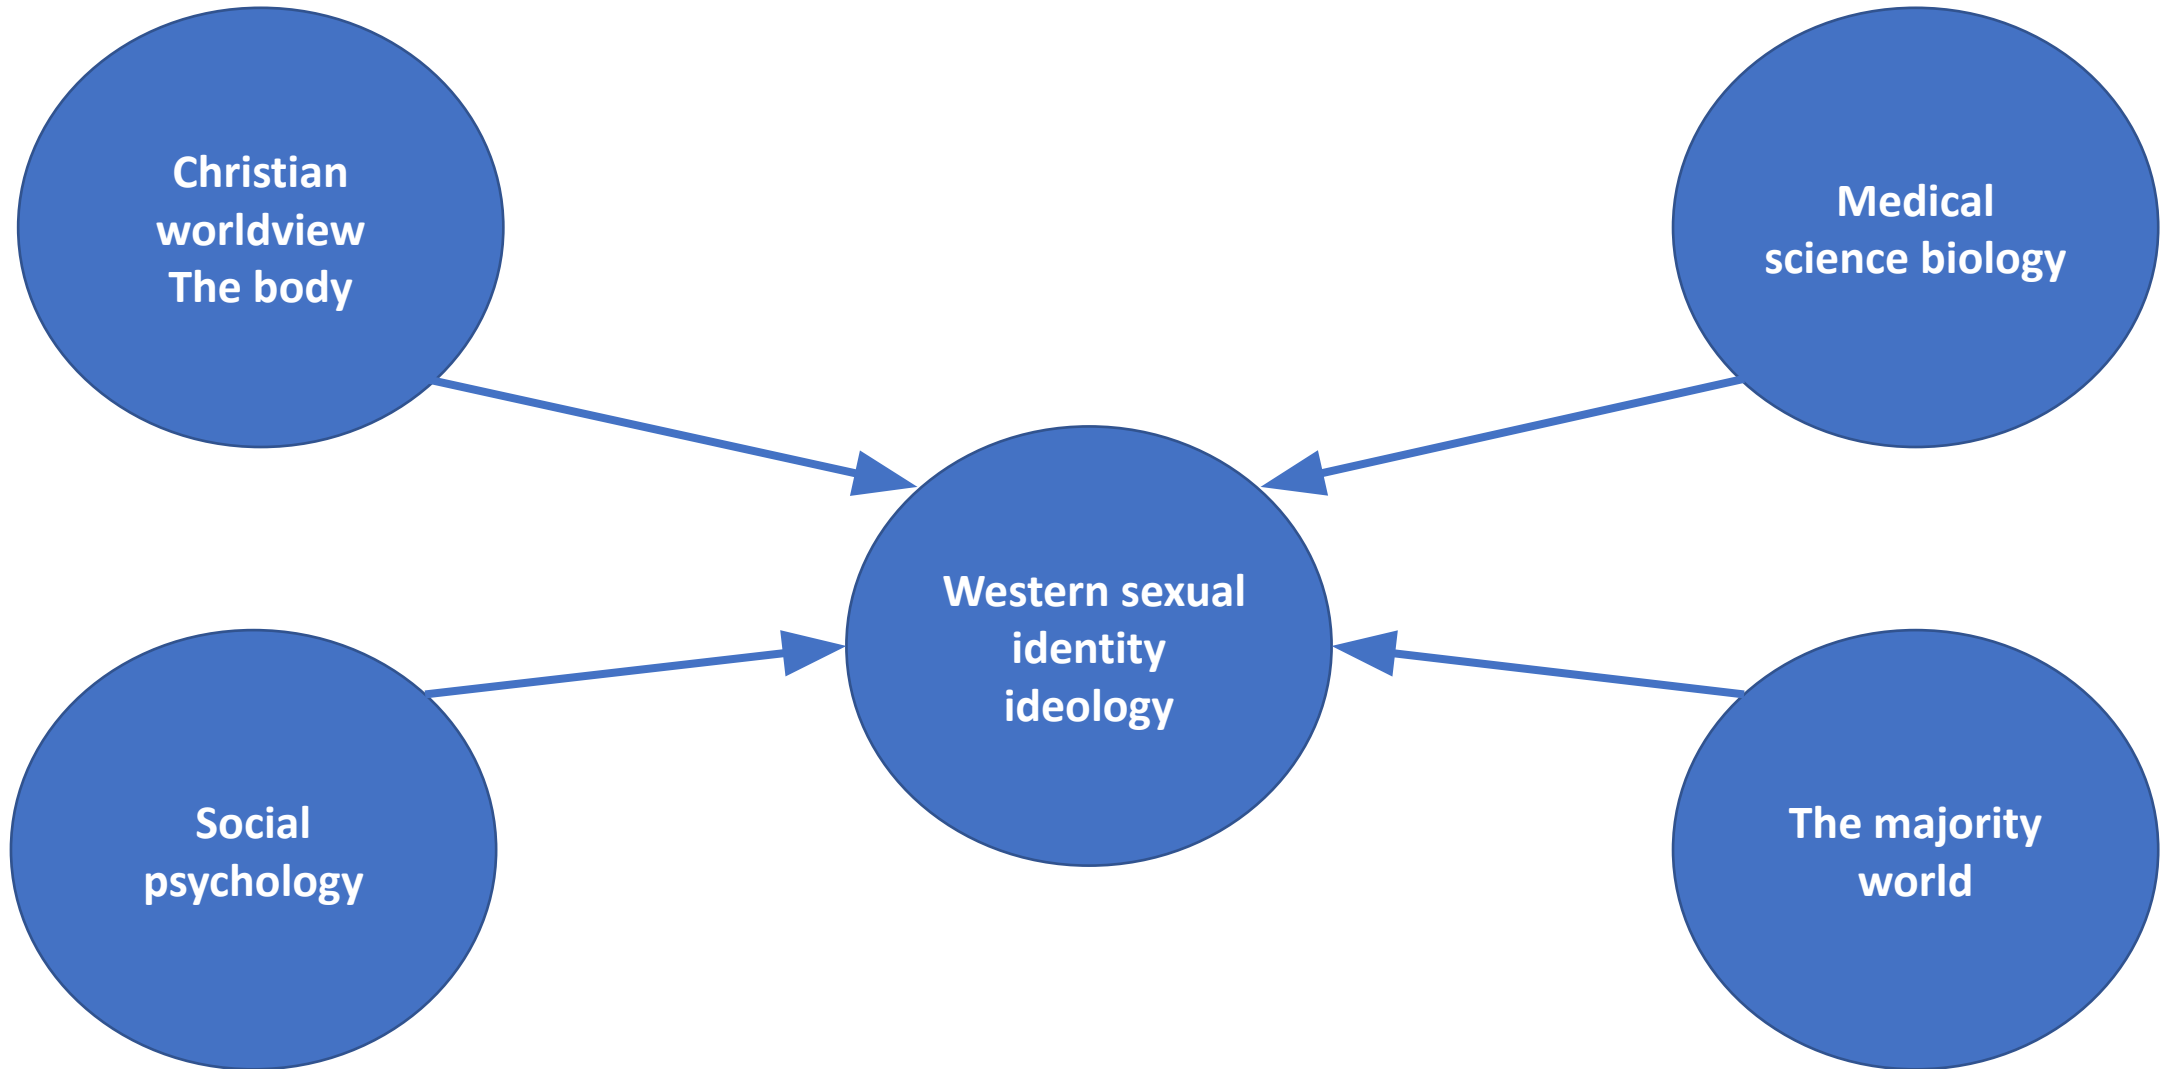 Christian
worldview
The body
Medical
science biology
Western sexual
identity
ideology
Social
psychology
The majority
world